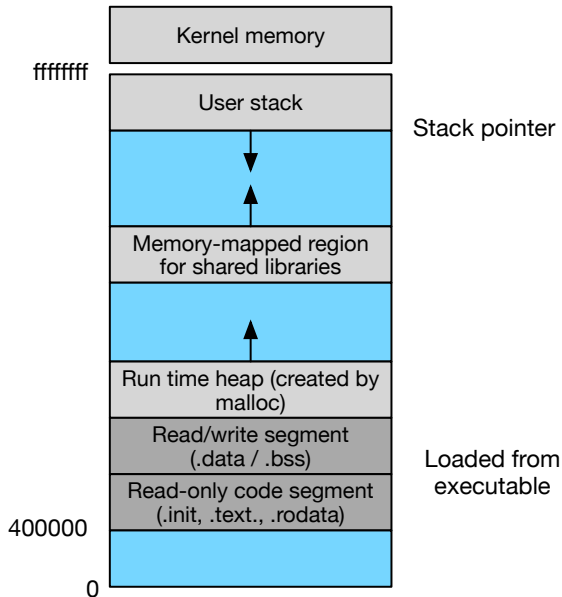 Kernel memory
ffffffff
User stack
Stack pointer
Memory-mapped region
for shared libraries
Run time heap (created by
malloc)
Read/write segment
(.data / .bss)
Loaded from
executable
Read-only code segment
(.init, .text., .rodata)
400000
0